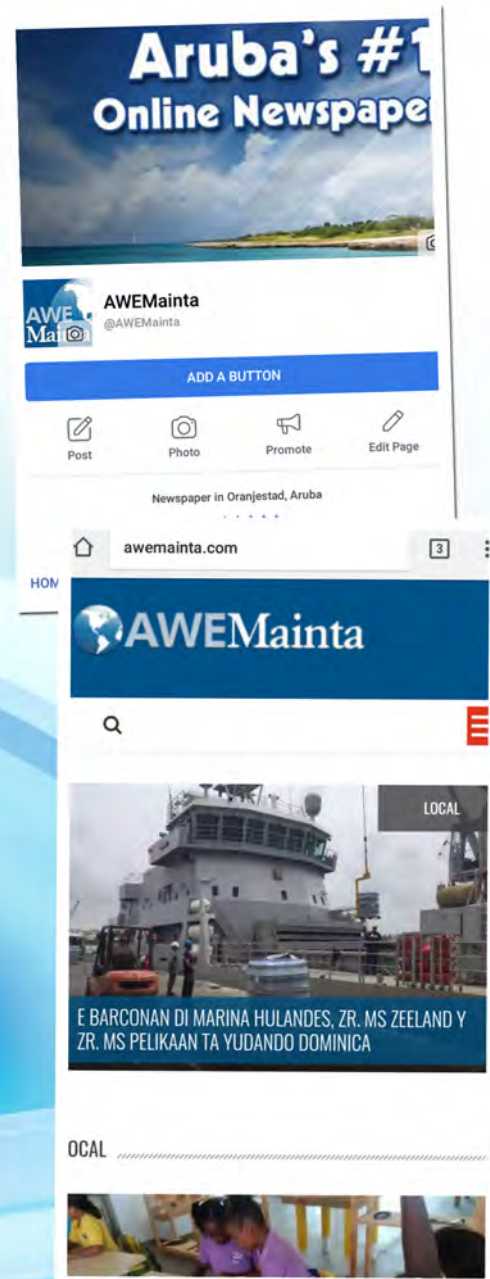 Aruba's #1
Online Newspape
AWE
Mai
AWEMainta
@AWEMainta
ADD A BUTTON
Post
Photo
Promote
Edit Page
Newspaper in Oranjestad, Aruba
HOM
awemainta.com
3
AWEMainta
LOCAL
E BARCONAN DI MARINA HULANDES, ZR. MS ZEELAND Y
ZR. MS PELIKAAN TA YUDANDO DOMINICA
OCAL